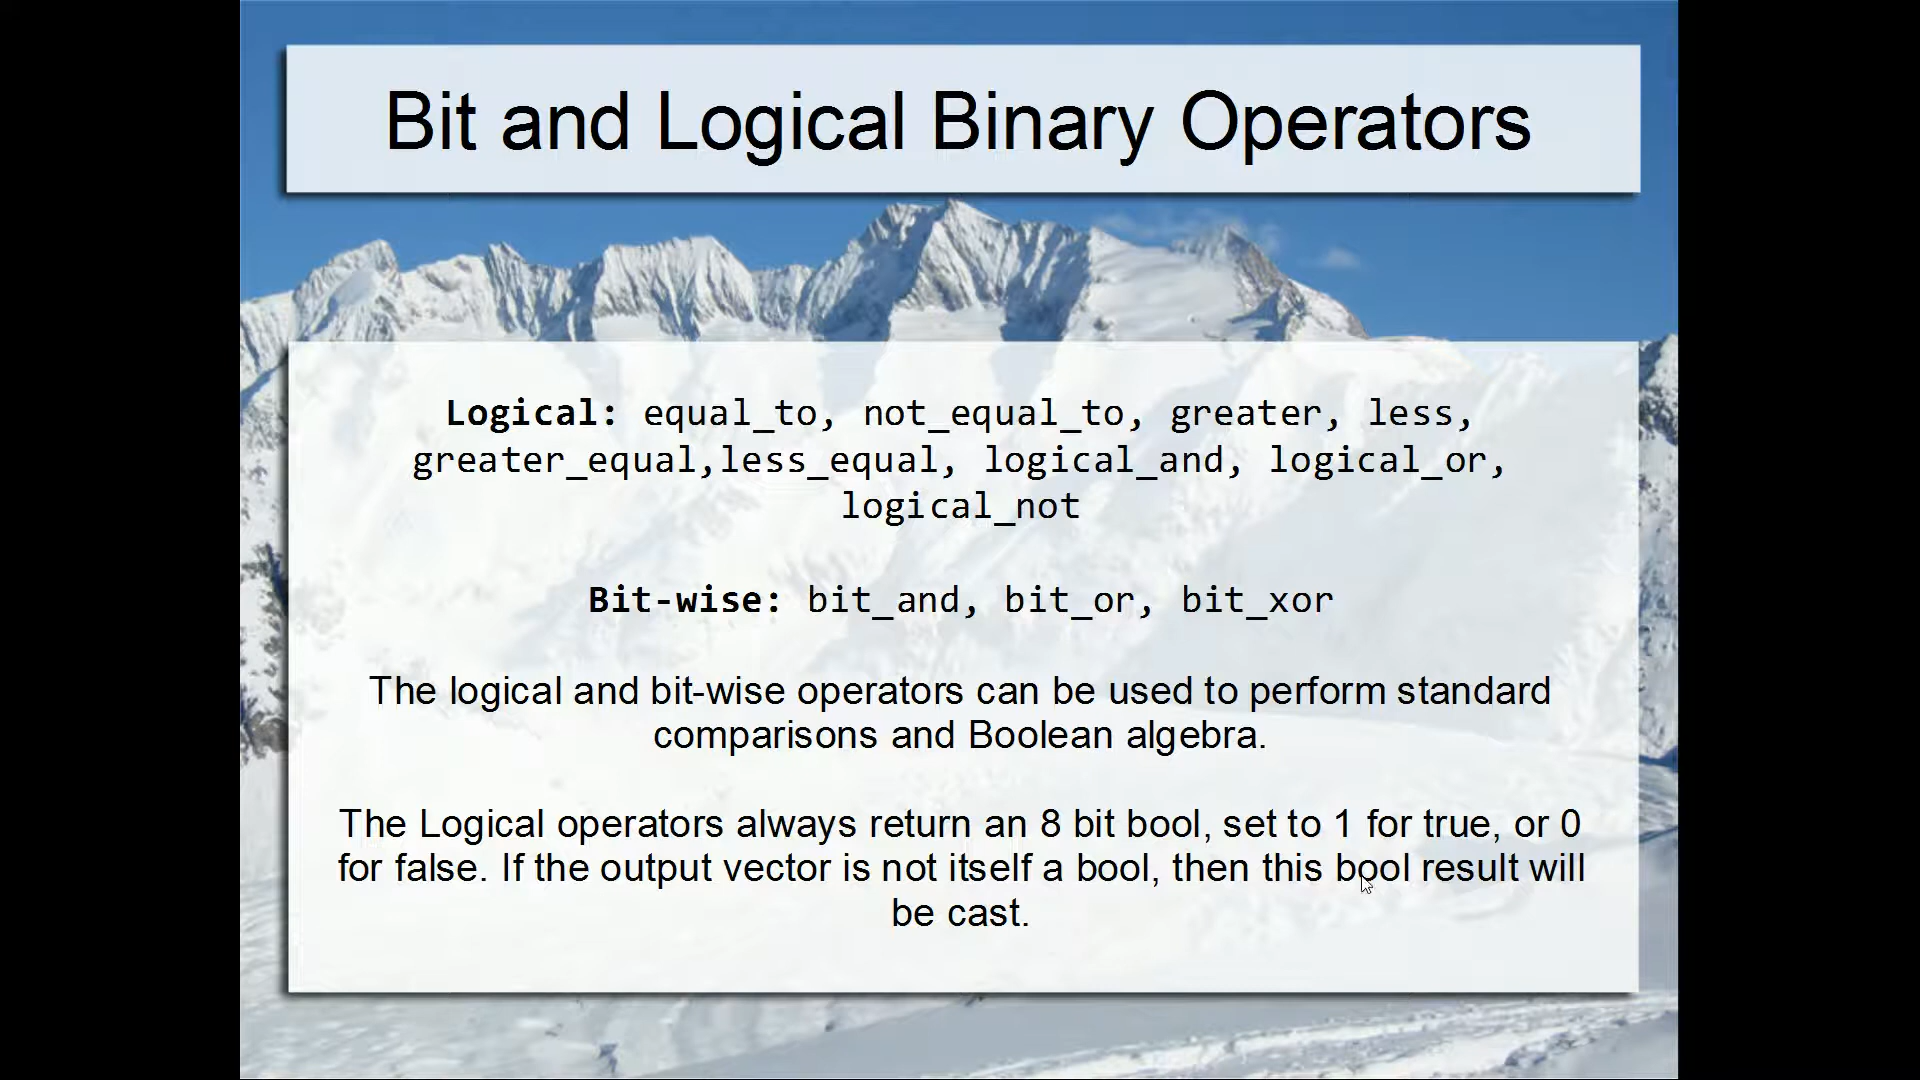 Bit and Logical Binary Operators
Logical: equal_to, not_equal_to, greater, less,
greater_equal,less_equal, logical_and, logical_or,
logical_not
Bit-wise: bit_and, bit_or, bit_xor
The logical and bit-wise operators can be used to perform standard
comparisons and Boolean algebra.
The Logical operators always return an 8 bit bool, set to 1 for true, or 0
for false. If the output vector is not itself a bool, then this bool result will
be cast.